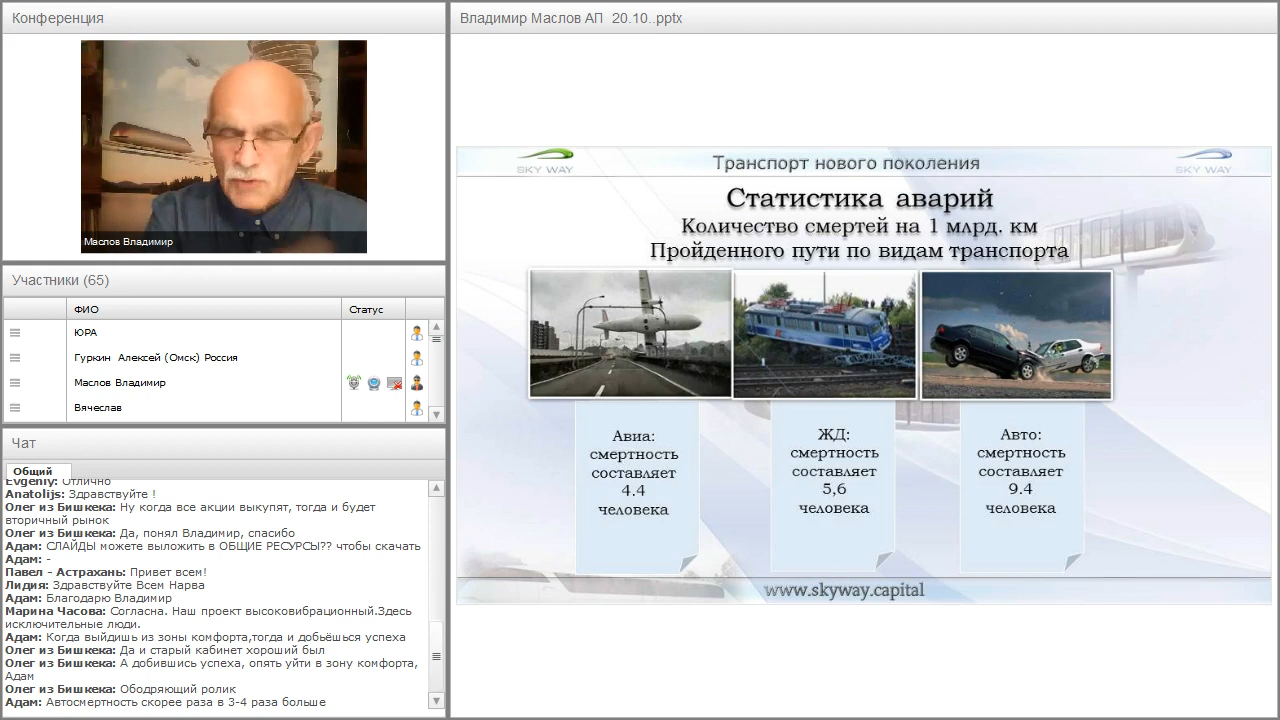 Конференция
Маслов Владимир
Участники (65)
ФИО
Статус
ЮРА
Гуркин Алексей (Омск) Россия
Маслов Владимир
Вячеслав
Чат
Общий
Evgeniy: Отлично
Anatolijs: Здравствуйте !
Олег из Бишкека: Ну когда все акции выкупят, тогда и будет
вторичный рынок
Олег из Бишкека: Да, понял Владимир, спасибо
Адам: СЛАЙДЫ можете выложить в ОБЩИЕ РЕСУРСЫ?? чтобы скачать
Адам: -
Павел - Астрахань: Привет всем!
Лидия: Здравствуйте Всем Нарва
Адам: Благодарю Владимир
Марина Часова: Согласна. Наш проект высоковибрационный.Здесь
исключительные люди.
Адам: Когда выйдишь из зоны комфорта,тогда и добьёшься успеха
Олег из Бишкека: Да и старый кабинет хороший был
Олег из Бишкека: А добившись успеха, опять уйти в зону комфорта,
Адам
Олег из Бишкека: Ободряющий ролик
Адам: Автосмертность скорее раза в 3-4 раза больше
Владимир Маслов АП 20.10..pptx
SKY WAY
Транспорт нового поколения
SKY WAY
Статистика аварий
Количество смертей на 1 млрд. км
Пройденного пути по видам транспорта
Авиа:
смертность
составляет
4.4
человека
ЖД:
смертность
составляет
5,6
человека
Авто:
смертность
составляет
9.4
человека
www.skyway.capital